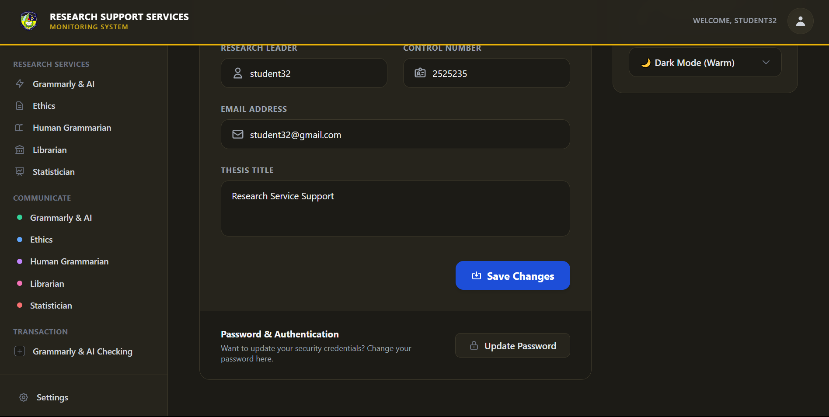 RESEARCH SUPPORT SERVICES
MONITORING SYSTEM
WELCOME, STUDENT32
RESEARCH SERVICES
Grammarly & AI
Ethics
Human Grammarian
Librarian
Statistician
COMMUNICATE
Grammarly & AI
Ethics
Human Grammarian
Librarian
Statistician
TRANSACTION
Grammarly & AI Checking
Settings
RESEARCH LEADER
student32
CONTROL NUMBER
2525235
EMAIL ADDRESS
student32@gmail.com
THESIS TITLE
Research Service Support
Save Changes
Password & Authentication
Want to update your security credentials? Change your
password here.
Update Password
Dark Mode (Warm)